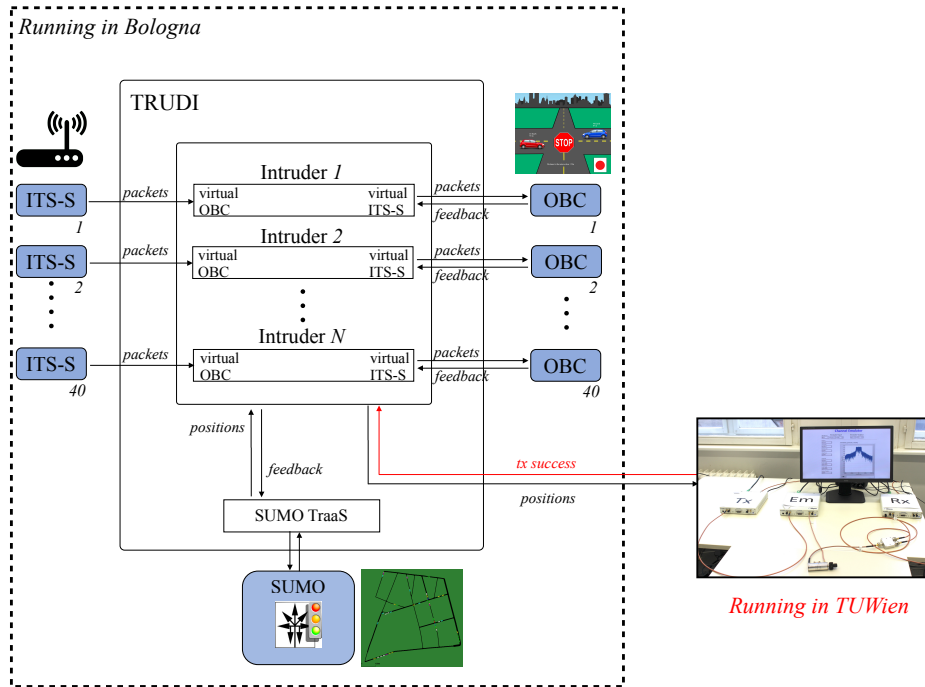 Running in Bologna
TRUDI
STOP
Intruder 1
ITS-S
packets
virtual
OBC
virtual
ITS-S
packets
feedback
OBC
1
1
Intruder 2
ITS-S
packets
virtual
OBC
virtual
ITS-S
packets
feedback
OBC
2
2
Intruder N
ITS-S
packets
virtual
OBC
virtual
ITS-S
packets
feedback
OBC
40
40
positions
feedback
tx success
positions
SUMO TraaS
SUMO
Tx
Em
Rx
Running in TUWien